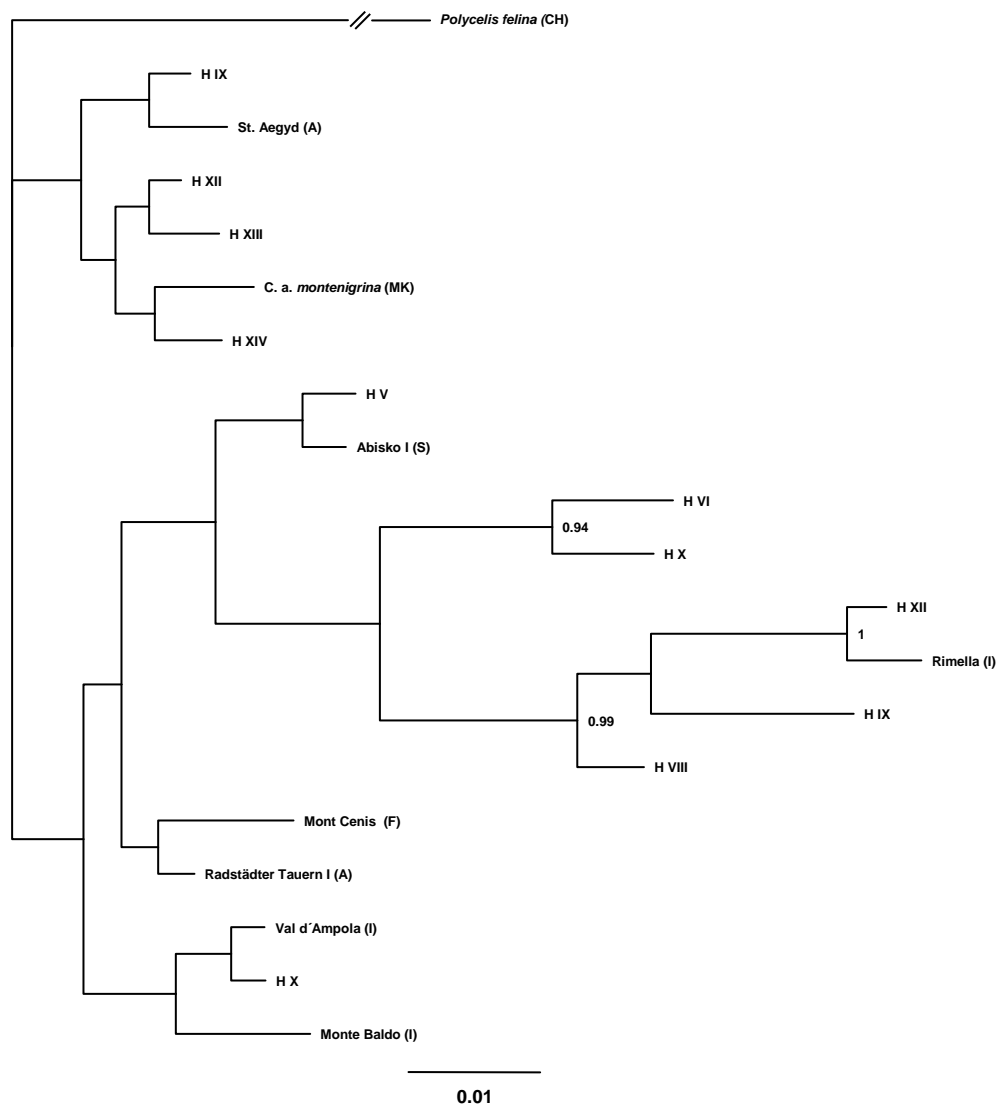 Polycelis felina (CH)
H IX
St. Aegyd (A)
H XII
H XIII
C. a. montenigrina (MK)
H XIV
H V
Abisko I (S)
H VI
0.94
H X
H XII
1
Rimella (I)
H IX
0.99
H VIII
Mont Cenis (F)
Radstädter Tauern I (A)
Val d´Ampola (I)
H X
Monte Baldo (I)
0.01